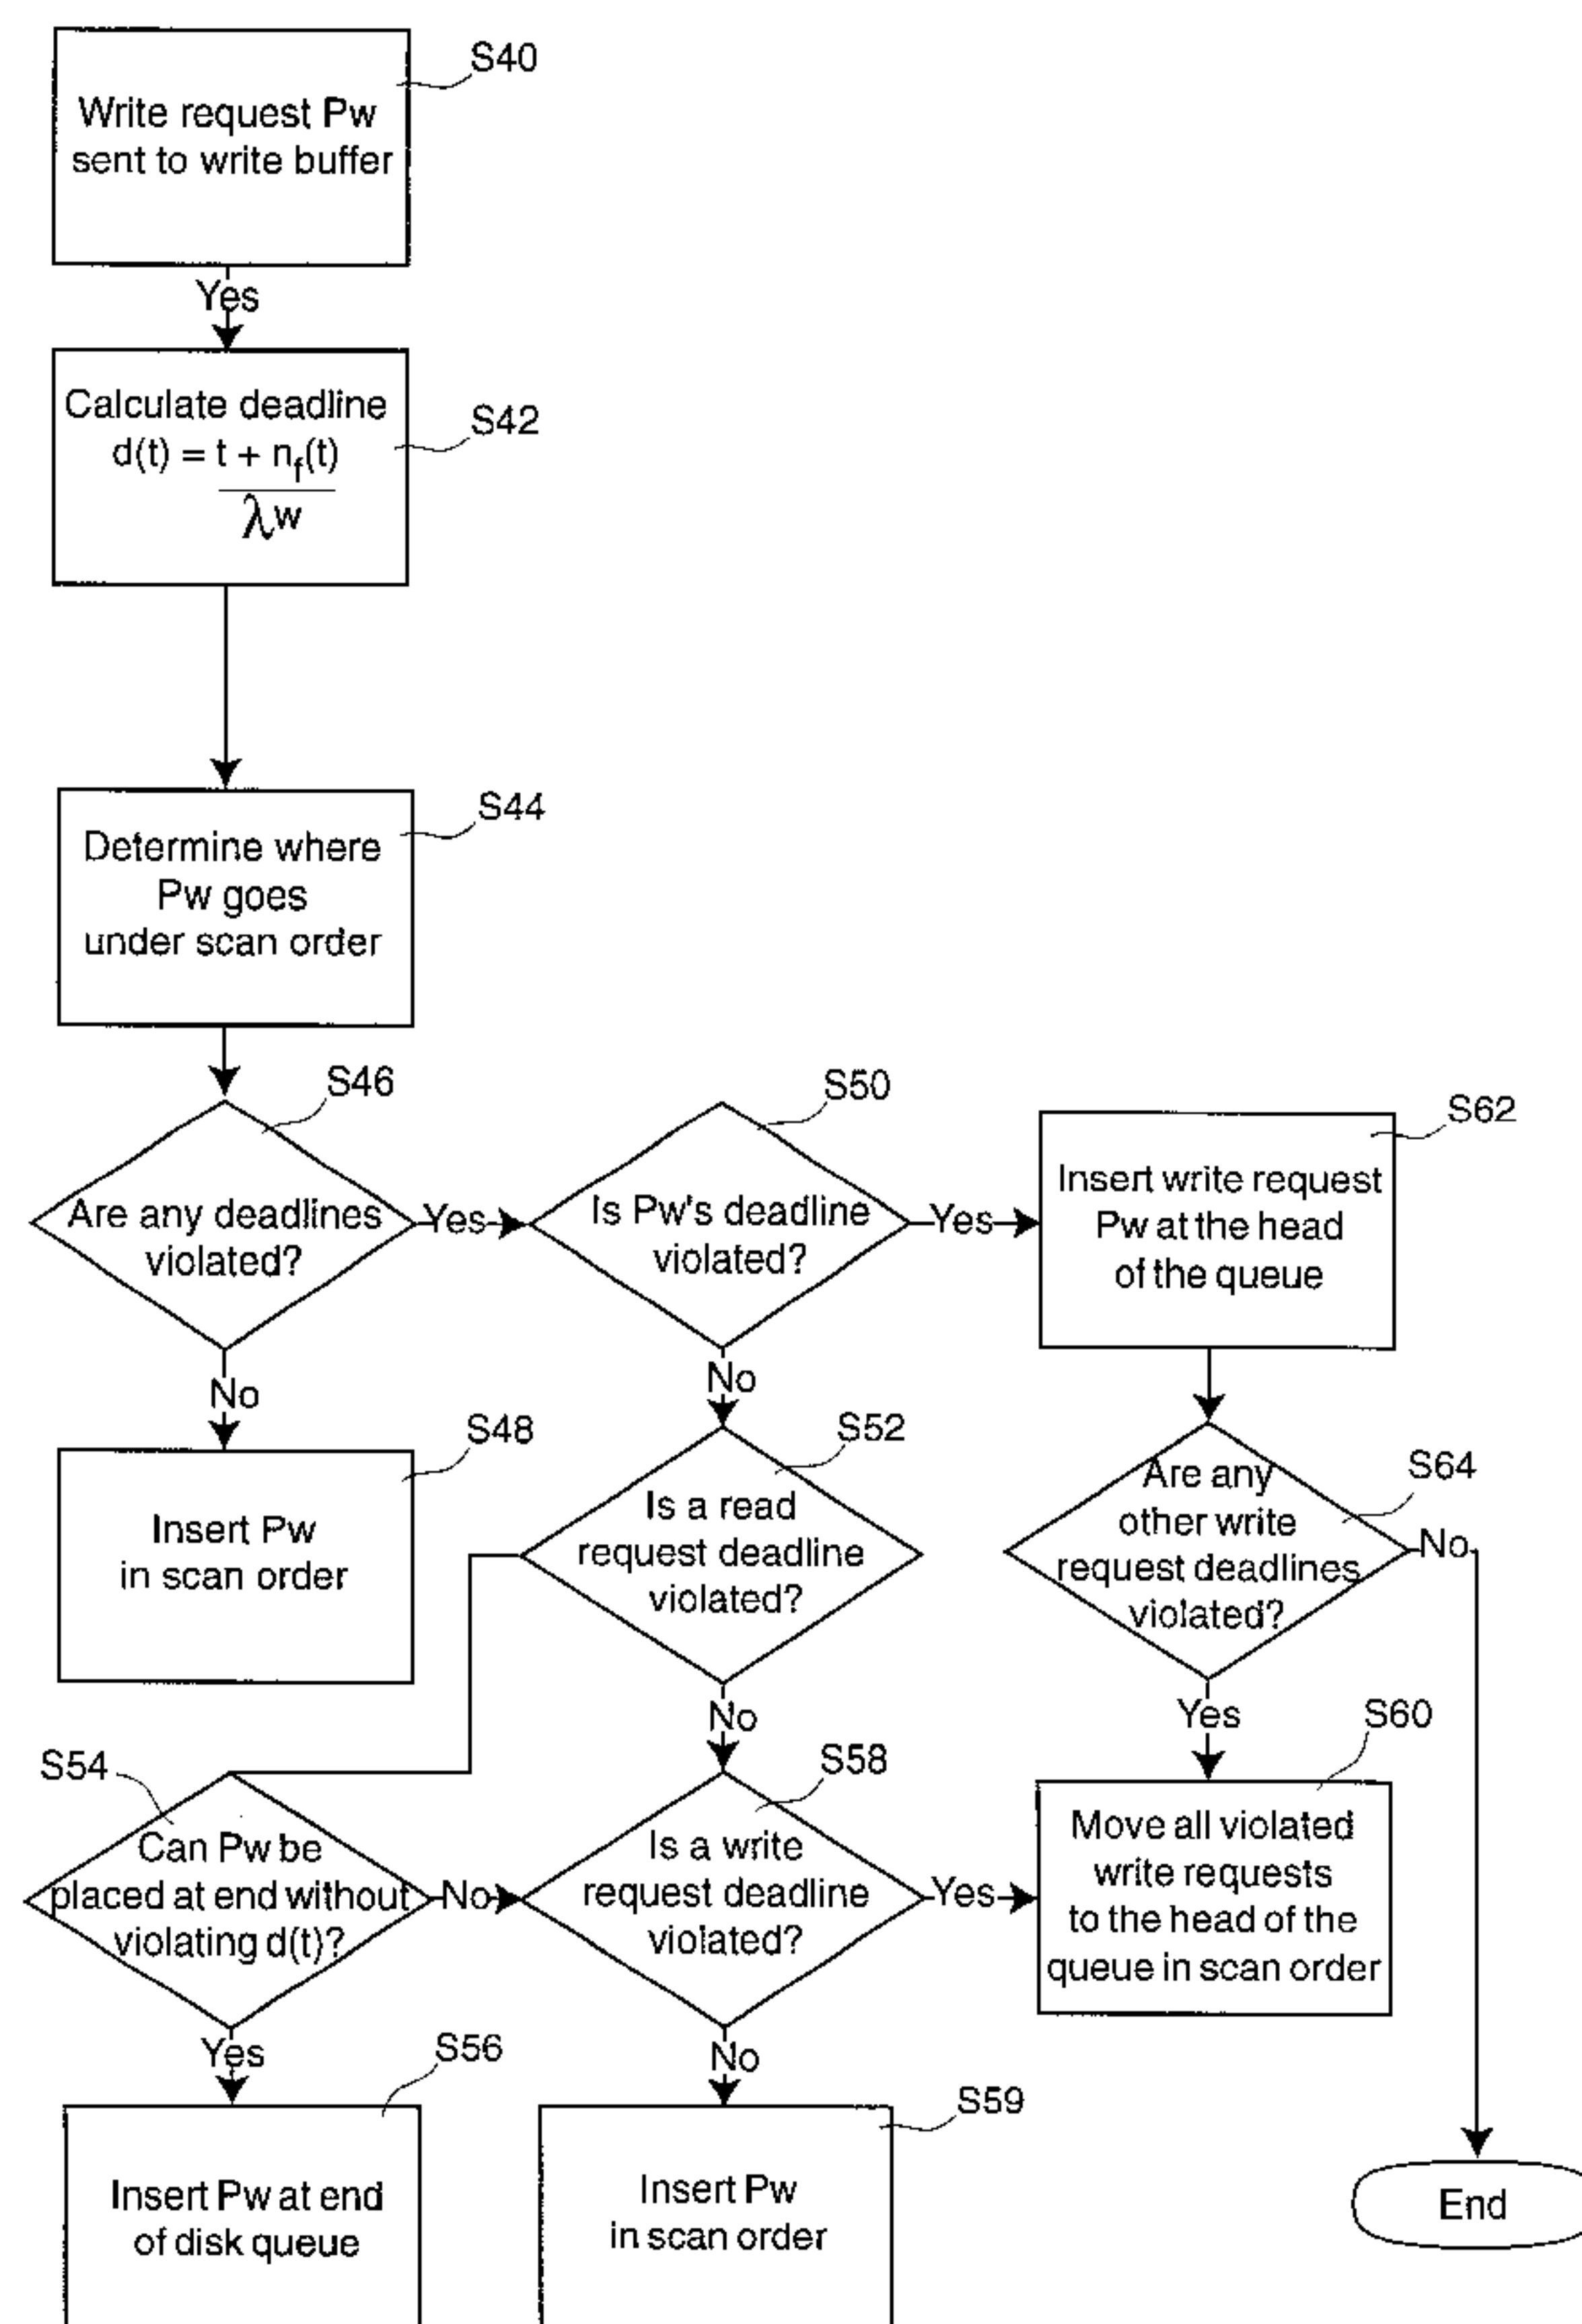 S40
Write request Pw
sent to write buffer
Yes
Calculate deadline
d(t) = t + nf(t)
λw
S42
S44
Determine where
Pw goes
under scan order
S46
Are any deadlines
violated?
Yes
S50
Is Pw's deadline
violated?
Yes
S62
Insert write request
Pw at the head
of the queue
No
No
S48
Insert Pw
in scan order
S52
Is a read
request deadline
violated?
S64
Are any
other write
request deadlines
violated?
No
No
Yes
S60
S54
Can Pw be
placed at end without
violating d(t)?
No
S58
Is a write
request deadline
violated?
Yes
Move all violated
write requests
to the head of the
queue in scan order
Yes
S56
No
S59
Insert Pw at end
of disk queue
Insert Pw
in scan order
End